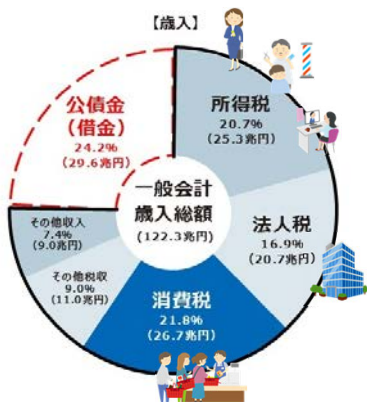 【歳入】
所得税
20.7%
(25.3兆円)
法人税
16.9%
(20.7兆円)
消費税
21.8%
(26.7兆円)
その他税収
9.0%
(11.0兆円)
その他収入
7.4%
(9.0兆円)
公債金
(借金)
24.2%
(29.6兆円)
一般会計
歳入総額
(122.3兆円)